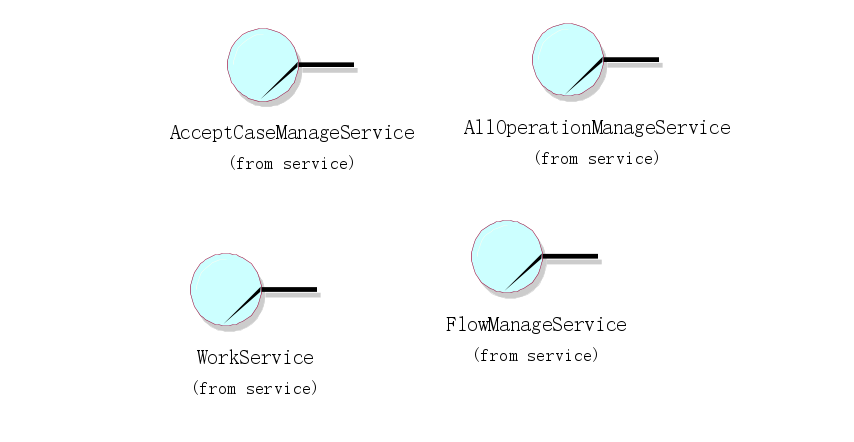 AcceptCaseManageService
(from service)
AllOperationManageService
(from service)
WorkService
(from service)
FlowManageService
(from service)